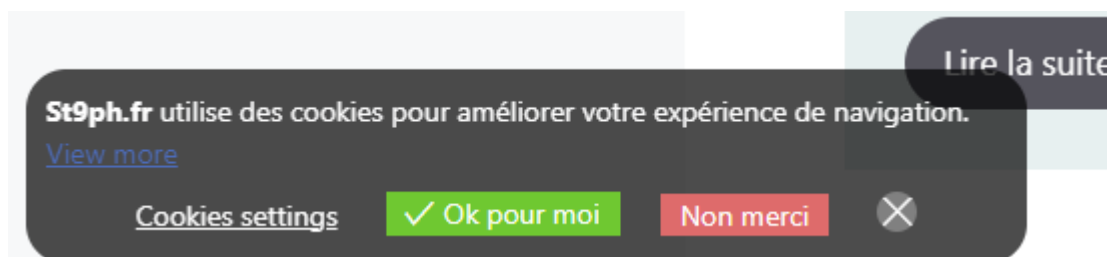 Lire la suite
St9ph.fr utilise des cookies pour améliorer votre expérience de navigation.
View more
Cookies settings ✓ Ok pour moi Non merci